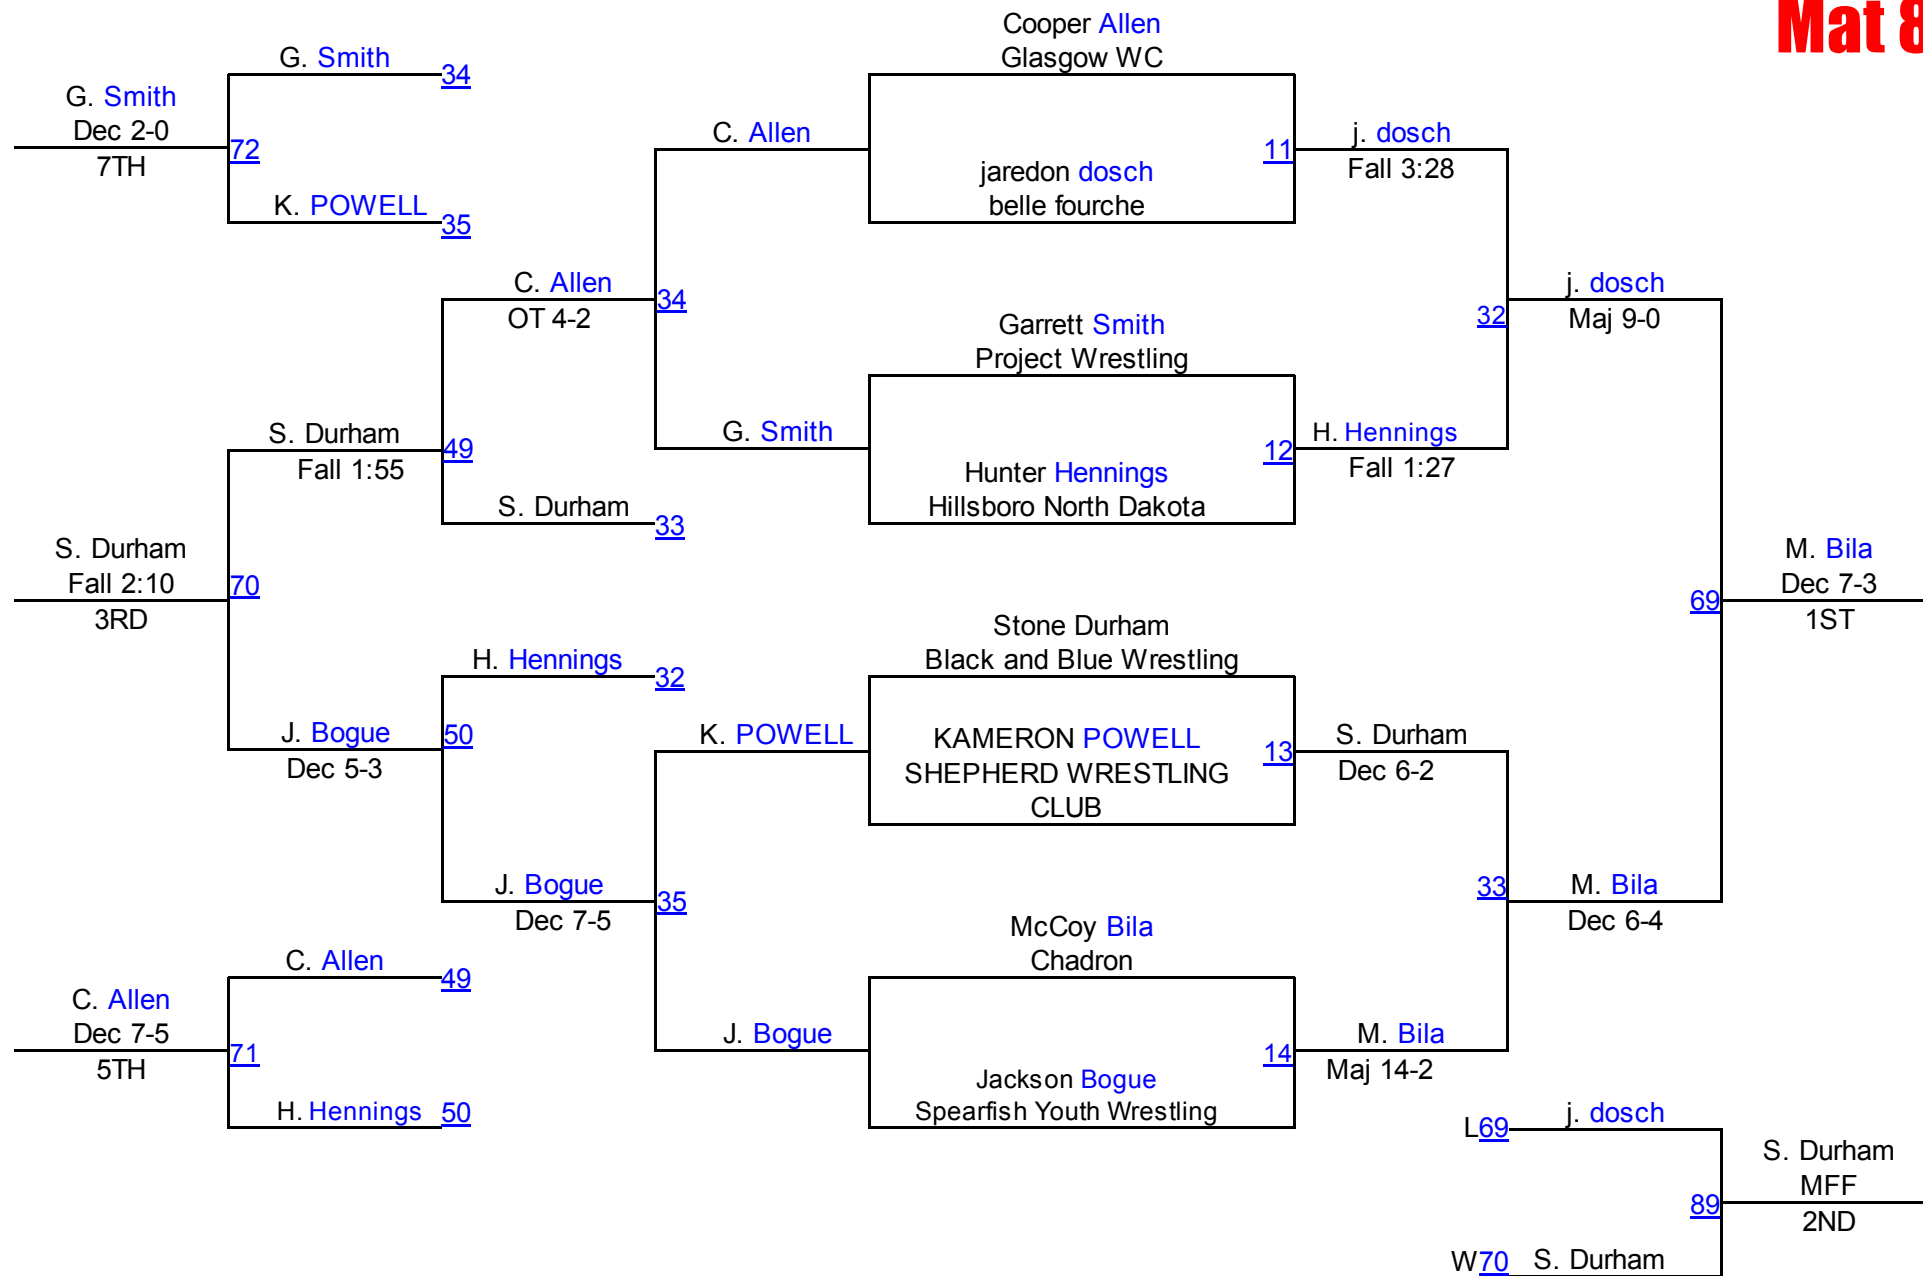 Mat 8
Cooper Allen
Glasgow WC
G. Smith
34
G. Smith
Dec 2-0
7TH
72
K. POWELL
35
C. Allen
jaredon dosch
belle fourche
11
j. dosch
Fall 3:28
C. Allen
OT 4-2
34
Garrett Smith
Project Wrestling
32
j. dosch
Maj 9-0
S. Durham
Fall 1:55
49
G. Smith
Hunter Hennings
Hillsboro North Dakota
12
H. Hennings
Fall 1:27
S. Durham
33
S. Durham
Fall 2:10
3RD
70
69
M. Bila
Dec 7-3
1ST
Stone Durham
Black and Blue Wrestling
H. Hennings
32
J. Bogue
Dec 5-3
50
K. POWELL
KAMERON POWELL
SHEPHERD WRESTLING
CLUB
13
S. Durham
Dec 6-2
J. Bogue
Dec 7-5
35
McCoy Bila
Chadron
33
M. Bila
Dec 6-4
C. Allen
49
C. Allen
Dec 7-5
5TH
71
H. Hennings
50
J. Bogue
Jackson Bogue
Spearfish Youth Wrestling
14
M. Bila
Maj 14-2
L69
j. dosch
S. Durham
MFF
2ND
89
W70
S. Durham